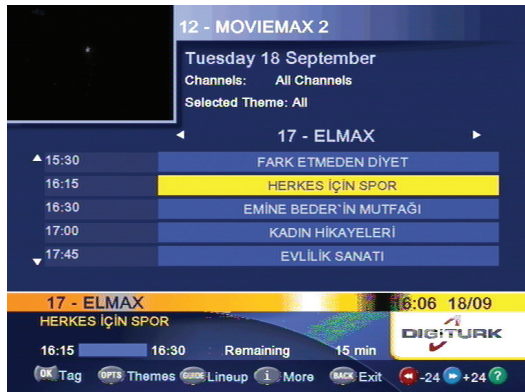 12 - MOVIEMAX 2
Tuesday 18 September
Channels: All Channels
Selected Theme: All
17 - ELMAX
15:30 FARK ETMEDEN DİYET
16:15 HERKES İÇİN SPOR
16:30 EMİNE BEDER`İN MUTFAĞI
17:00 KADIN HİKAYELERİ
17:45 EVLİLİK SANATI
17 - ELMAX 6:06 18/09
HERKES İÇİN SPOR
DIGITURK
16:15 16:30 Remaining 15 min
OK Tag OPTS Themes GUIDE Lineup i More BACK Exit -24 +24 ?